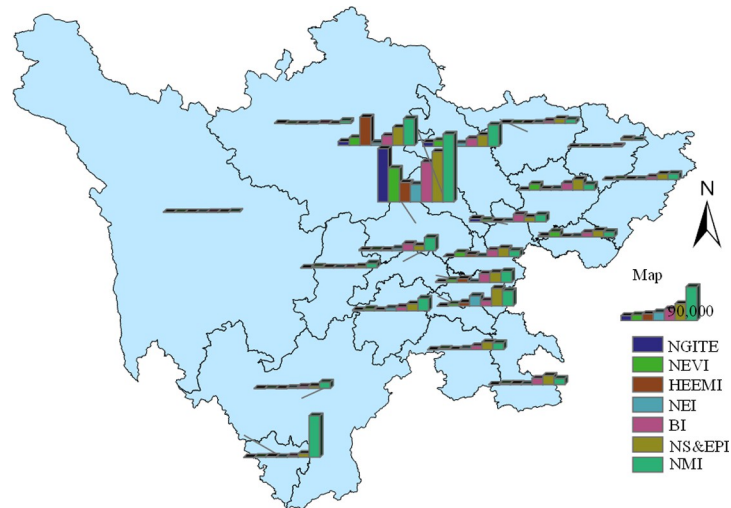 N
Map
90,000
NGITE
NEVI
HEEMI
NEI
BI
NS&EPI
NMI